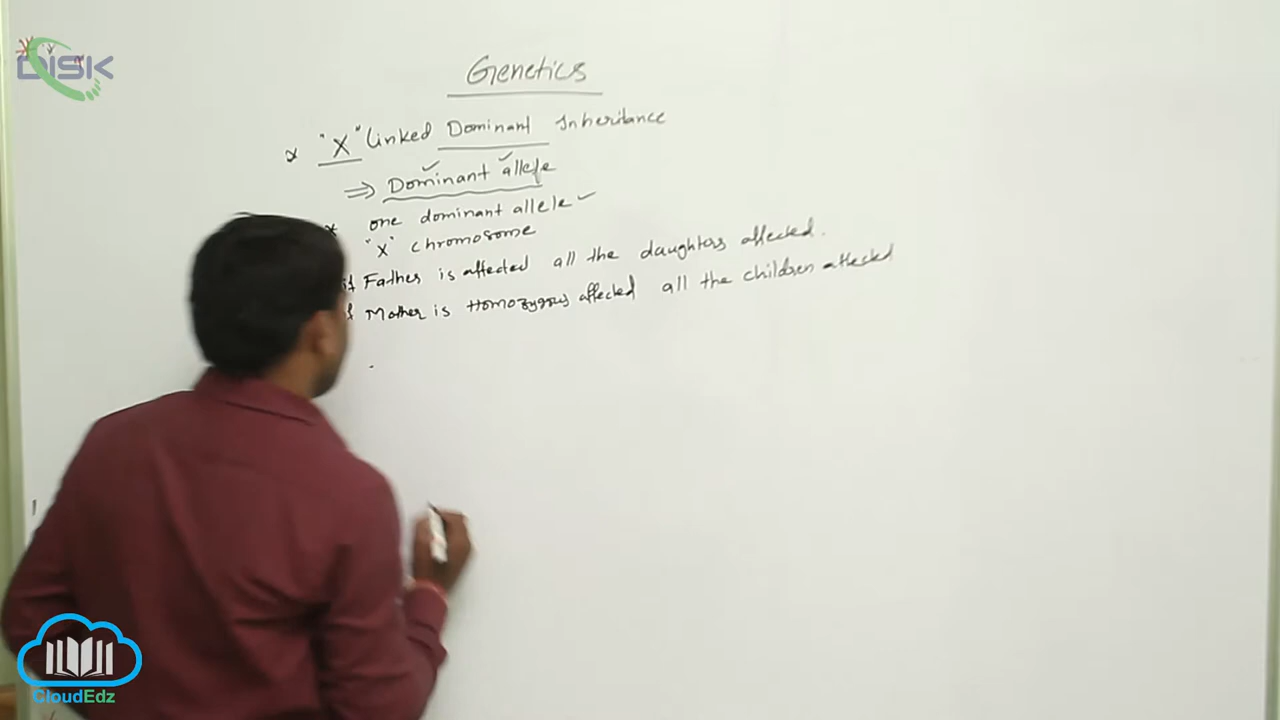 DISK
Genetics
* "X" linked Dominant Inheritance
⇒ Dominant allele
* one dominant allele ✓
"X" chromosome
if Father is affected all the daughters affected.
Mother is Homozygous affected all the children affected
CloudEdz